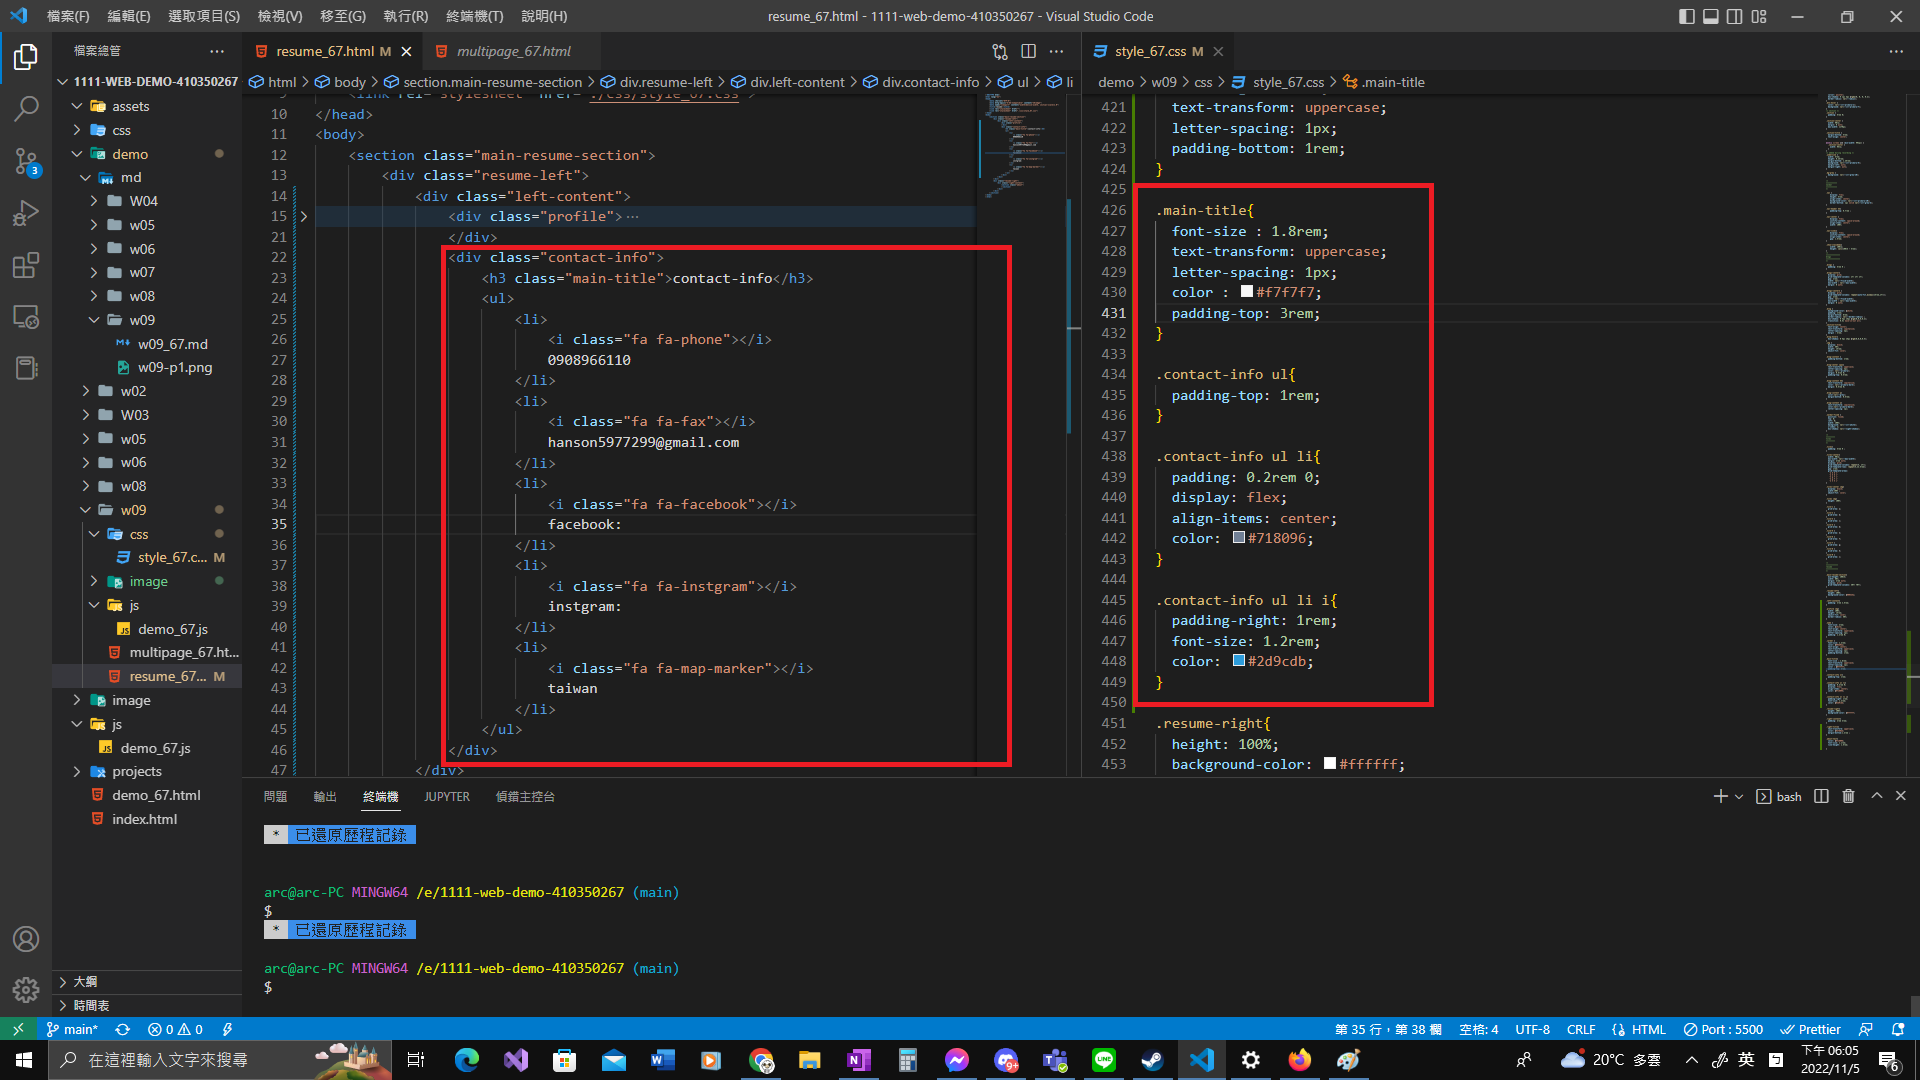 檔案(F) 編輯(E) 選取項目(S) 檢視(V) 移至(G) 執行(R) 終端機(T) 說明(H)
resume_67.html - 1111-web-demo-410350267 - Visual Studio Code
檔案總管
1111-WEB-DEMO-410350267
assets
css
demo
md
W04
w05
w06
w07
w08
w09
w09_67.md
w09-p1.png
w02
W03
w05
w06
w08
w09
css
style_67.c... M
image
js
demo_67.js
multipage_67.ht...
resume_67... M
image
js
demo_67.js
projects
demo_67.html
index.html
大綱
時間表
3
resume_67.html M
multipage_67.html
html > body > section.main-resume-section > div.resume-left > div.left-content > div.contact-info > ul > li
10 </head>
11 <body>
12 <section class="main-resume-section">
13 <div class="resume-left">
14 <div class="left-content">
15 <div class="profile">…
21 </div>
22 <div class="contact-info">
23 <h3 class="main-title">contact-info</h3>
24 <ul>
25 <li>
26 <i class="fa fa-phone"></i>
27 0908966110
28 </li>
29 <li>
30 <i class="fa fa-fax"></i>
31 hanson5977299@gmail.com
32 </li>
33 <li>
34 <i class="fa fa-facebook"></i>
35 facebook:
36 </li>
37 <li>
38 <i class="fa fa-instgram"></i>
39 instgram:
40 </li>
41 <li>
42 <i class="fa fa-map-marker"></i>
43 taiwan
44 </li>
45 </ul>
46 </div>
47 </div>
style_67.css M
demo > w09 > css > style_67.css > .main-title
421 text-transform: uppercase;
422 letter-spacing: 1px;
423 padding-bottom: 1rem;
424 }
425
426 .main-title{
427 font-size : 1.8rem;
428 text-transform: uppercase;
429 letter-spacing: 1px;
430 color : #f7f7f7;
431 padding-top: 3rem;
432 }
433
434 .contact-info ul{
435 padding-top: 1rem;
436 }
437
438 .contact-info ul li{
439 padding: 0.2rem 0;
440 display: flex;
441 align-items: center;
442 color: #718096;
443 }
444
445 .contact-info ul li i{
446 padding-right: 1rem;
447 font-size: 1.2rem;
448 color: #2d9cdb;
449 }
450
451 .resume-right{
452 height: 100%;
453 background-color: #ffffff;
問題 輸出 終端機 JUPYTER 偵錯主控台
bash
* 已還原歷程記錄
arc@arc-PC MINGW64 /e/1111-web-demo-410350267 (main)
$
* 已還原歷程記錄
arc@arc-PC MINGW64 /e/1111-web-demo-410350267 (main)
$
main* 0 0
第 35 行，第 38 欄 空格: 4 UTF-8 CRLF HTML Port : 5500 Prettier
在這裡輸入文字來搜尋
9+
20°C 多雲
英
下午 06:05
2022/11/5
6